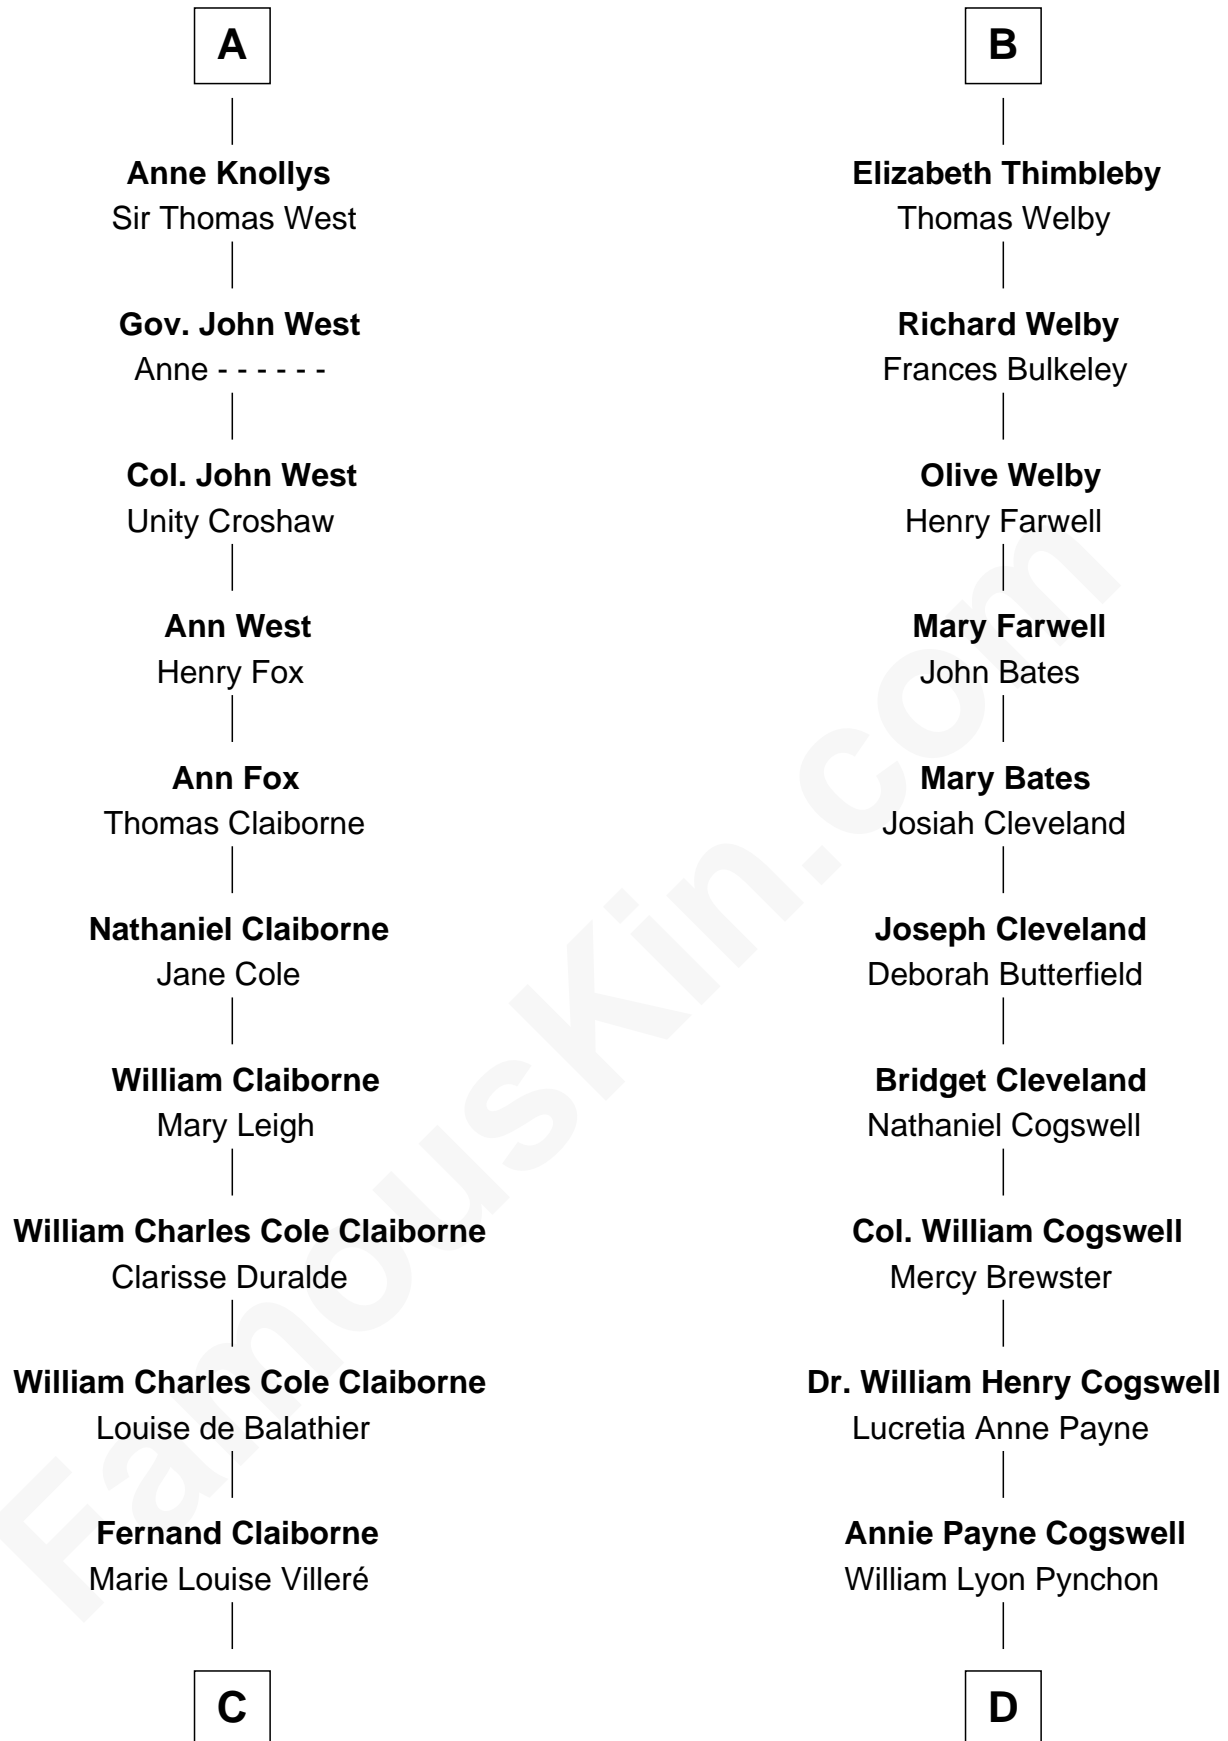 A
Anne Knollys
Sir Thomas West
Gov. John West
Anne - - - - - -
Col. John West
Unity Croshaw
Ann West
Henry Fox
Ann Fox
Thomas Claiborne
Nathaniel Claiborne
Jane Cole
William Claiborne
Mary Leigh
William Charles Cole Claiborne
Clarisse Duralde
William Charles Cole Claiborne
Louise de Balathier
Fernand Claiborne
Marie Louise Villeré
C
B
Elizabeth Thimbleby
Thomas Welby
Richard Welby
Frances Bulkeley
Olive Welby
Henry Farwell
Mary Farwell
John Bates
Mary Bates
Josiah Cleveland
Joseph Cleveland
Deborah Butterfield
Bridget Cleveland
Nathaniel Cogswell
Col. William Cogswell
Mercy Brewster
Dr. William Henry Cogswell
Lucretia Anne Payne
Annie Payne Cogswell
William Lyon Pynchon
D
FamousKin.com